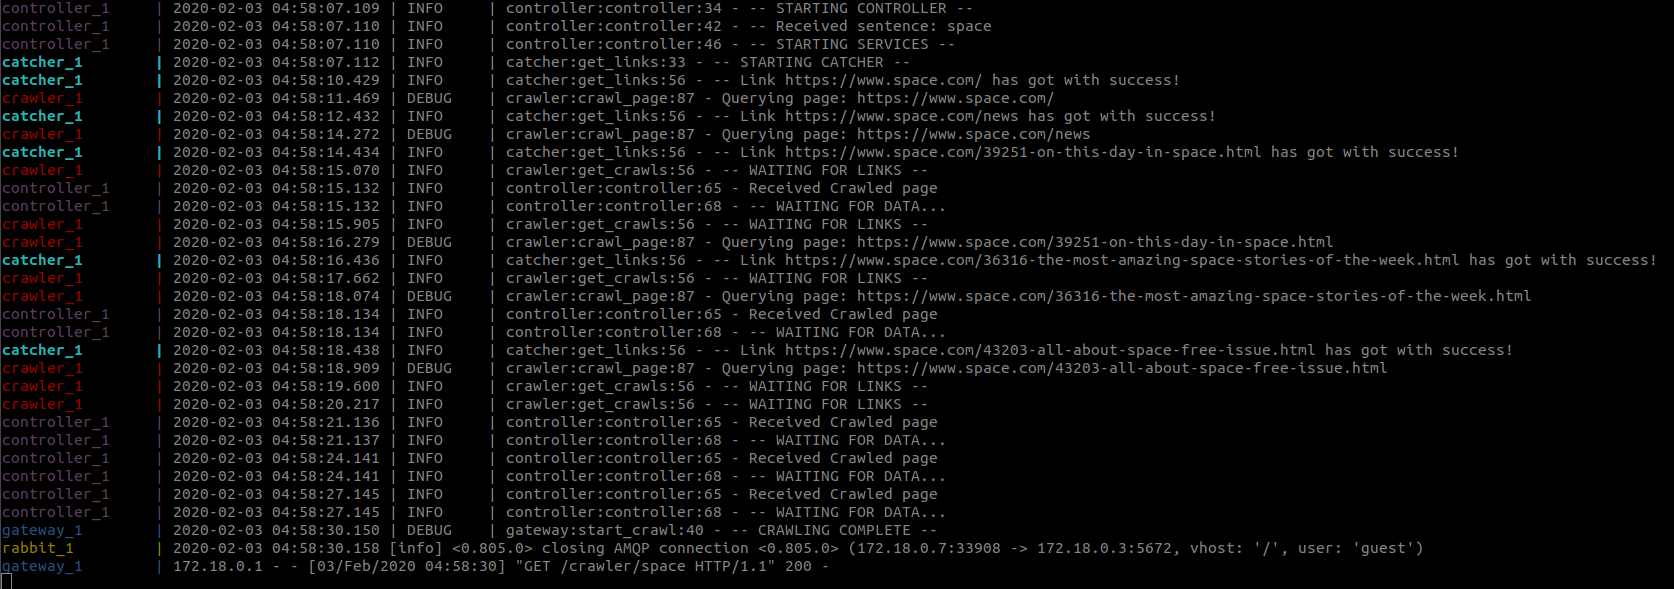 controller_1 | 2020-02-03 04:58:07.109 | INFO | controller:controller:34 - -- STARTING CONTROLLER --
controller_1 | 2020-02-03 04:58:07.110 | INFO | controller:controller:42 - -- Received sentence: space
controller_1 | 2020-02-03 04:58:07.110 | INFO | controller:controller:46 - -- STARTING SERVICES --
catcher_1 | 2020-02-03 04:58:07.112 | INFO | catcher:get_links:33 - -- STARTING CATCHER --
catcher_1 | 2020-02-03 04:58:10.429 | INFO | catcher:get_links:56 - -- Link https://www.space.com/ has got with success!
crawler_1 | 2020-02-03 04:58:11.469 | DEBUG | crawler:crawl_page:87 - Querying page: https://www.space.com/
catcher_1 | 2020-02-03 04:58:12.432 | INFO | catcher:get_links:56 - -- Link https://www.space.com/news has got with success!
crawler_1 | 2020-02-03 04:58:14.272 | DEBUG | crawler:crawl_page:87 - Querying page: https://www.space.com/news
catcher_1 | 2020-02-03 04:58:14.434 | INFO | catcher:get_links:56 - -- Link https://www.space.com/39251-on-this-day-in-space.html has got with success!
crawler_1 | 2020-02-03 04:58:15.070 | INFO | crawler:get_crawls:56 - -- WAITING FOR LINKS --
controller_1 | 2020-02-03 04:58:15.132 | INFO | controller:controller:65 - Received Crawled page
controller_1 | 2020-02-03 04:58:15.132 | INFO | controller:controller:68 - -- WAITING FOR DATA...
crawler_1 | 2020-02-03 04:58:15.905 | INFO | crawler:get_crawls:56 - -- WAITING FOR LINKS --
crawler_1 | 2020-02-03 04:58:16.279 | DEBUG | crawler:crawl_page:87 - Querying page: https://www.space.com/39251-on-this-day-in-space.html
catcher_1 | 2020-02-03 04:58:16.436 | INFO | catcher:get_links:56 - -- Link https://www.space.com/36316-the-most-amazing-space-stories-of-the-week.html has got with success!
crawler_1 | 2020-02-03 04:58:17.662 | INFO | crawler:get_crawls:56 - -- WAITING FOR LINKS --
crawler_1 | 2020-02-03 04:58:18.074 | DEBUG | crawler:crawl_page:87 - Querying page: https://www.space.com/36316-the-most-amazing-space-stories-of-the-week.html
controller_1 | 2020-02-03 04:58:18.134 | INFO | controller:controller:65 - Received Crawled page
controller_1 | 2020-02-03 04:58:18.134 | INFO | controller:controller:68 - -- WAITING FOR DATA...
catcher_1 | 2020-02-03 04:58:18.438 | INFO | catcher:get_links:56 - -- Link https://www.space.com/43203-all-about-space-free-issue.html has got with success!
crawler_1 | 2020-02-03 04:58:18.909 | DEBUG | crawler:crawl_page:87 - Querying page: https://www.space.com/43203-all-about-space-free-issue.html
crawler_1 | 2020-02-03 04:58:19.600 | INFO | crawler:get_crawls:56 - -- WAITING FOR LINKS --
crawler_1 | 2020-02-03 04:58:20.217 | INFO | crawler:get_crawls:56 - -- WAITING FOR LINKS --
controller_1 | 2020-02-03 04:58:21.136 | INFO | controller:controller:65 - Received Crawled page
controller_1 | 2020-02-03 04:58:21.137 | INFO | controller:controller:68 - -- WAITING FOR DATA...
controller_1 | 2020-02-03 04:58:24.141 | INFO | controller:controller:65 - Received Crawled page
controller_1 | 2020-02-03 04:58:24.141 | INFO | controller:controller:68 - -- WAITING FOR DATA...
controller_1 | 2020-02-03 04:58:27.145 | INFO | controller:controller:65 - Received Crawled page
controller_1 | 2020-02-03 04:58:27.145 | INFO | controller:controller:68 - -- WAITING FOR DATA...
gateway_1 | 2020-02-03 04:58:30.150 | DEBUG | gateway:start_crawl:40 - -- CRAWLING COMPLETE --
rabbit_1 | 2020-02-03 04:58:30.158 [info] <0.805.0> closing AMQP connection <0.805.0> (172.18.0.7:33908 -> 172.18.0.3:5672, vhost: '/', user: 'guest')
gateway_1 | 172.18.0.1 - - [03/Feb/2020 04:58:30] "GET /crawler/space HTTP/1.1" 200 -